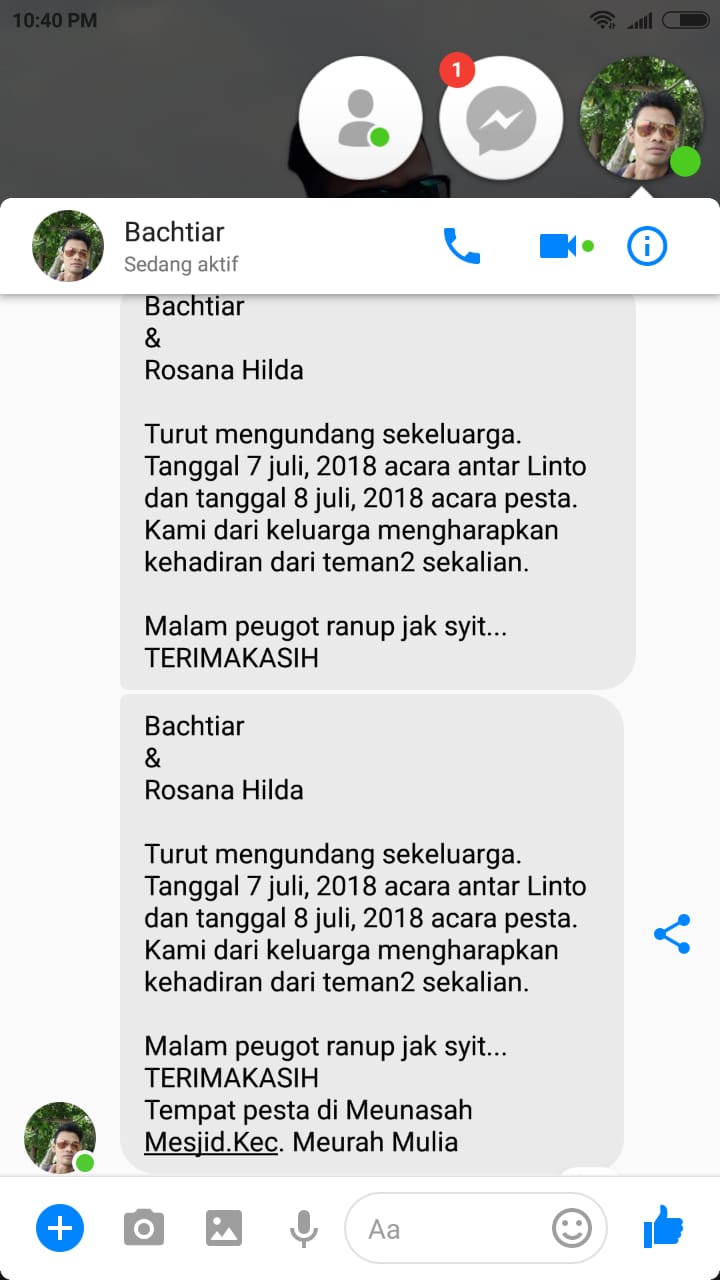 10:40 PM
1
Bachtiar
Sedang aktif
Bachtiar
&
Rosana Hilda
Turut mengundang sekeluarga.
Tanggal 7 juli, 2018 acara antar Linto
dan tanggal 8 juli, 2018 acara pesta.
Kami dari keluarga mengharapkan
kehadiran dari teman2 sekalian.
Malam peugot ranup jak syit...
TERIMAKASIH
Bachtiar
&
Rosana Hilda
Turut mengundang sekeluarga.
Tanggal 7 juli, 2018 acara antar Linto
dan tanggal 8 juli, 2018 acara pesta.
Kami dari keluarga mengharapkan
kehadiran dari teman2 sekalian.
Malam peugot ranup jak syit...
TERIMAKASIH
Tempat pesta di Meunasah
Mesjid.Kec. Meurah Mulia
Aa